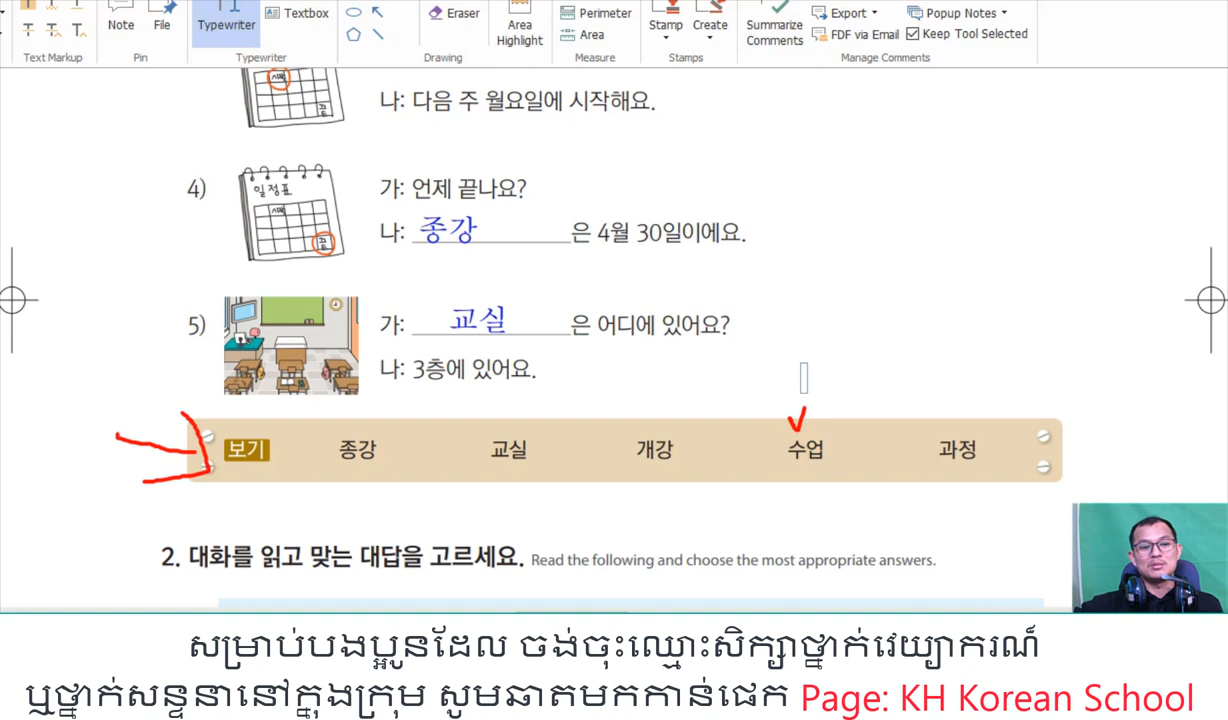 Typewriter
Textbox
Eraser
Perimeter
Export
Popup Notes
Note
File
Area Highlight
Area
Stamp
Create
Summarize Comments
FDF via Email
Keep Tool Selected
Text Markup
Pin
Typewriter
Drawing
Measure
Stamps
Manage Comments
나: 다음 주 월요일에 시작해요.
4)
일정표
가: 언제 끝나요?
나: 종강 은 4월 30일이에요.
5)
가: 교실 은 어디에 있어요?
나: 3층에 있어요.
보기 종강 교실 개강 수업 과정
2. 대화를 읽고 맞는 대답을 고르세요. Read the following and choose the most appropriate answers.
សម្រាប់បងប្អូនដែល ចង់ចុះឈ្មោះសិក្សាថ្នាក់វេយ្យាករណ៍
ឬថ្នាក់សន្ទនានៅក្នុងក្រុម សូមឆាតមកកាន់ផេក Page: KH Korean School